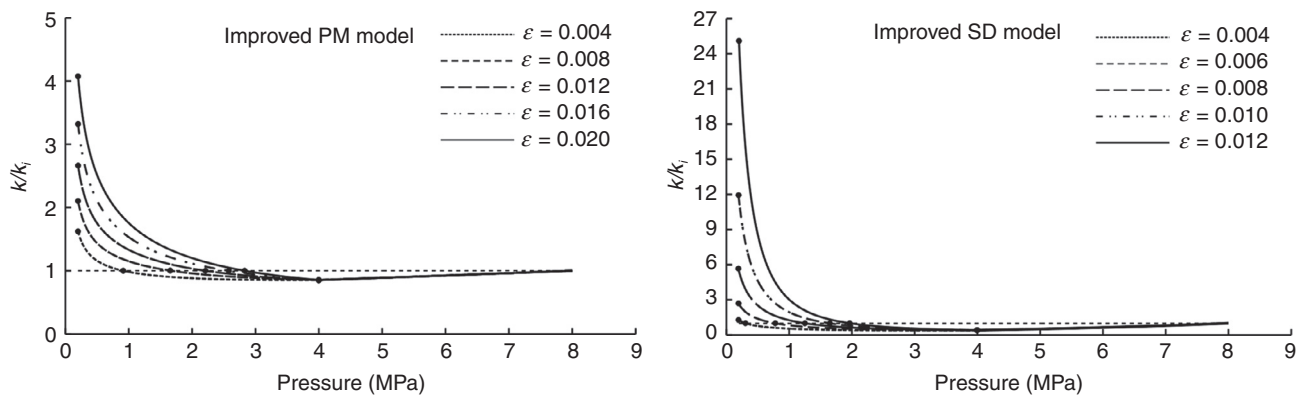 Improved PM model
ε = 0.004
ε = 0.008
ε = 0.012
ε = 0.016
ε = 0.020
5
4
3
2
1
0
k/kᵢ
0 1 2 3 4 5 6 7 8 9
Pressure (MPa)
Improved SD model
ε = 0.004
ε = 0.006
ε = 0.008
ε = 0.010
ε = 0.012
27
24
21
18
15
12
9
6
3
0
k/kᵢ
0 1 2 3 4 5 6 7 8 9
Pressure (MPa)